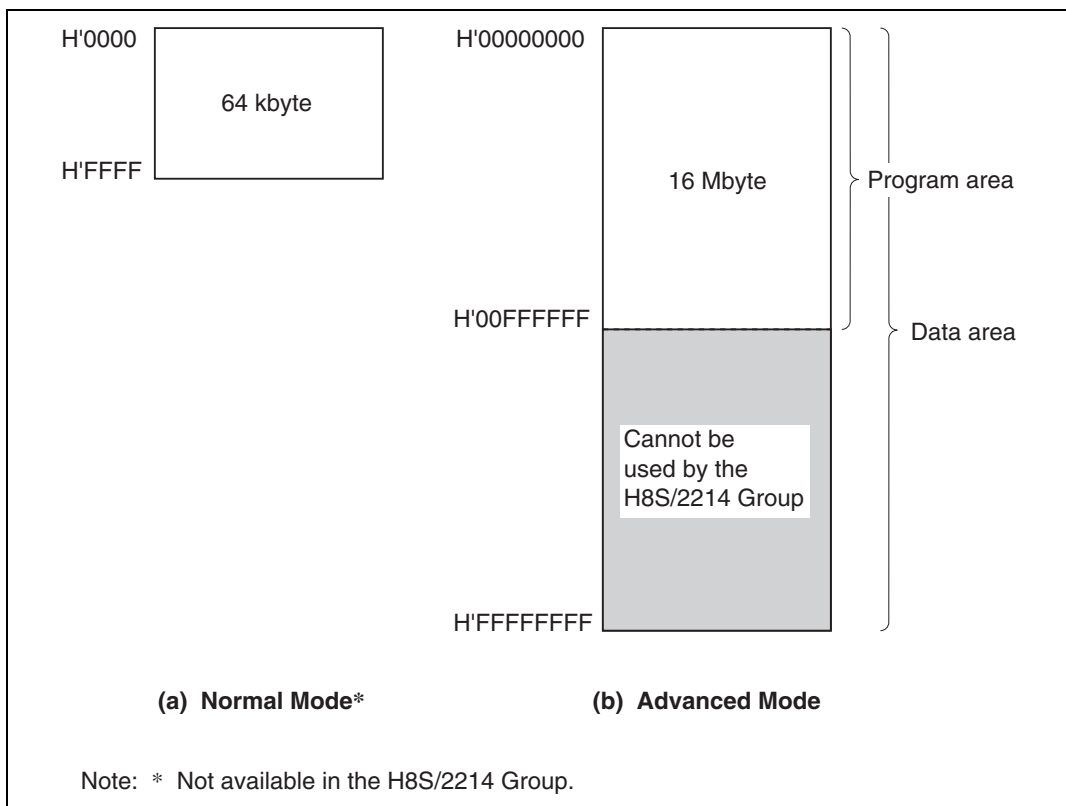 H'0000
64 kbyte
H'FFFF
H'00000000
16 Mbyte
Program area
H'00FFFFFF
Data area
Cannot be
used by the
H8S/2214 Group
H'FFFFFFFF
(a) Normal Mode*
(b) Advanced Mode
Note: * Not available in the H8S/2214 Group.